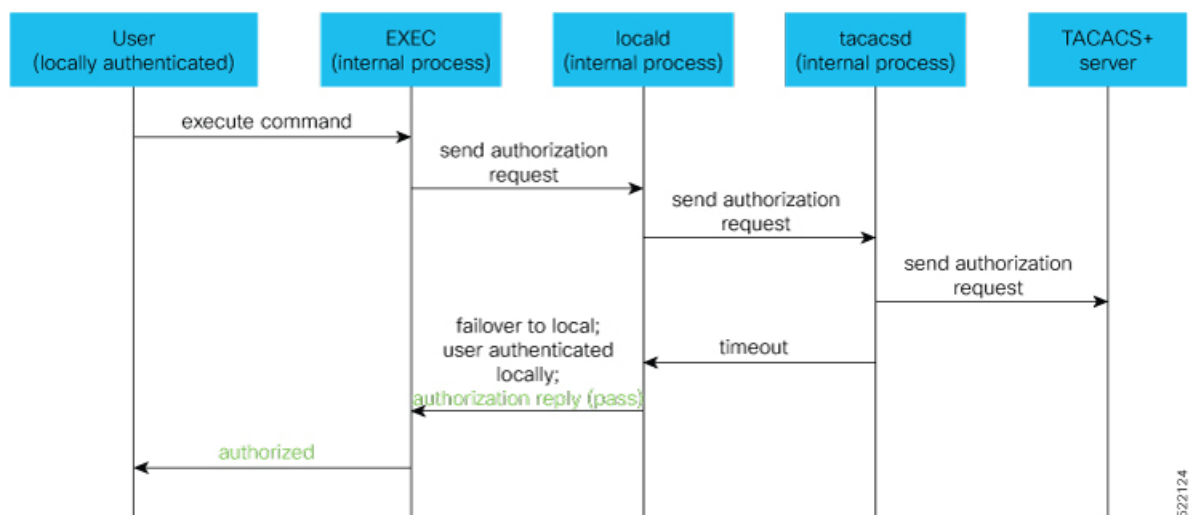 User
(locally authenticated)
EXEC
(internal process)
locald
(internal process)
tacacsd
(internal process)
TACACS+
server
execute command
send authorization
request
send authorization
request
send authorization
request
timeout
failover to local;
user authenticated
locally;
authorization reply (pass)
authorized
522124